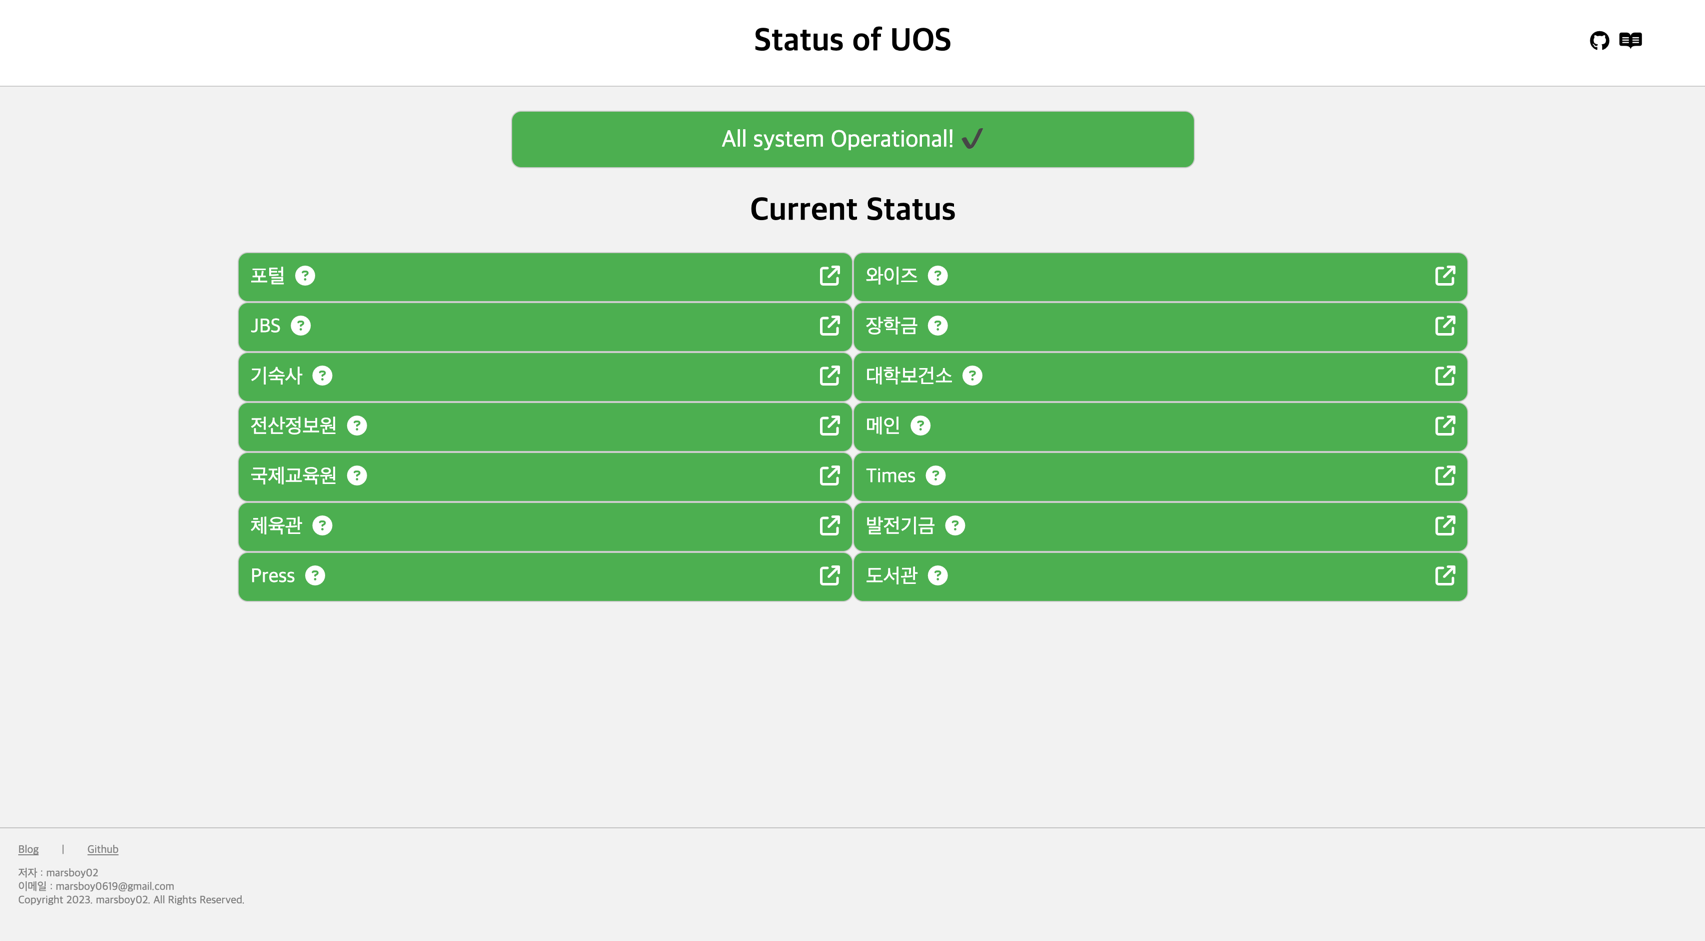 Status of UOS
All system Operational! ✔
Current Status
포털 ?
와이즈 ?
JBS ?
장학금 ?
기숙사 ?
대학보건소 ?
전산정보원 ?
메인 ?
국제교육원 ?
Times ?
체육관 ?
발전기금 ?
Press ?
도서관 ?
Blog | Github
저자 : marsboy02
이메일 : marsboy0619@gmail.com
Copyright 2023. marsboy02. All Rights Reserved.